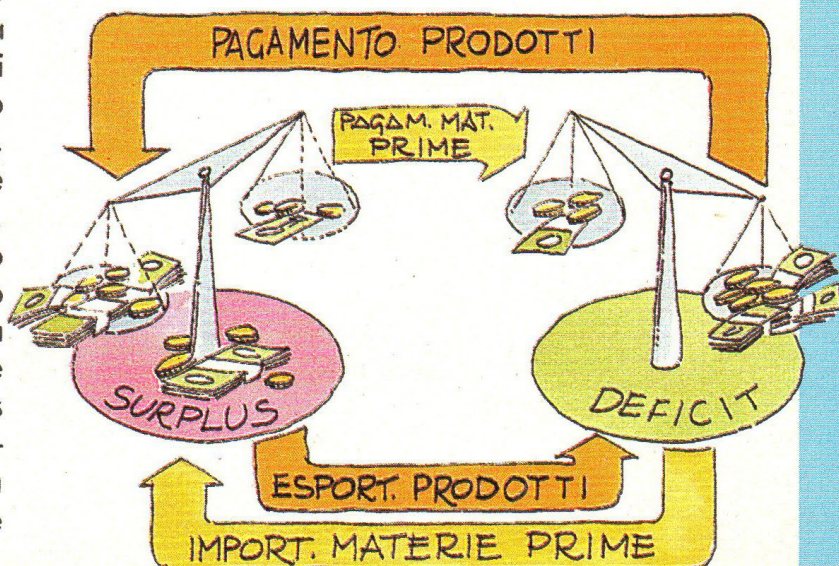 PAGAMENTO PRODOTTI
PAGAM. MAT.
PRIME
SURPLUS
DEFICIT
ESPORT. PRODOTTI
IMPORT. MATERIE PRIME